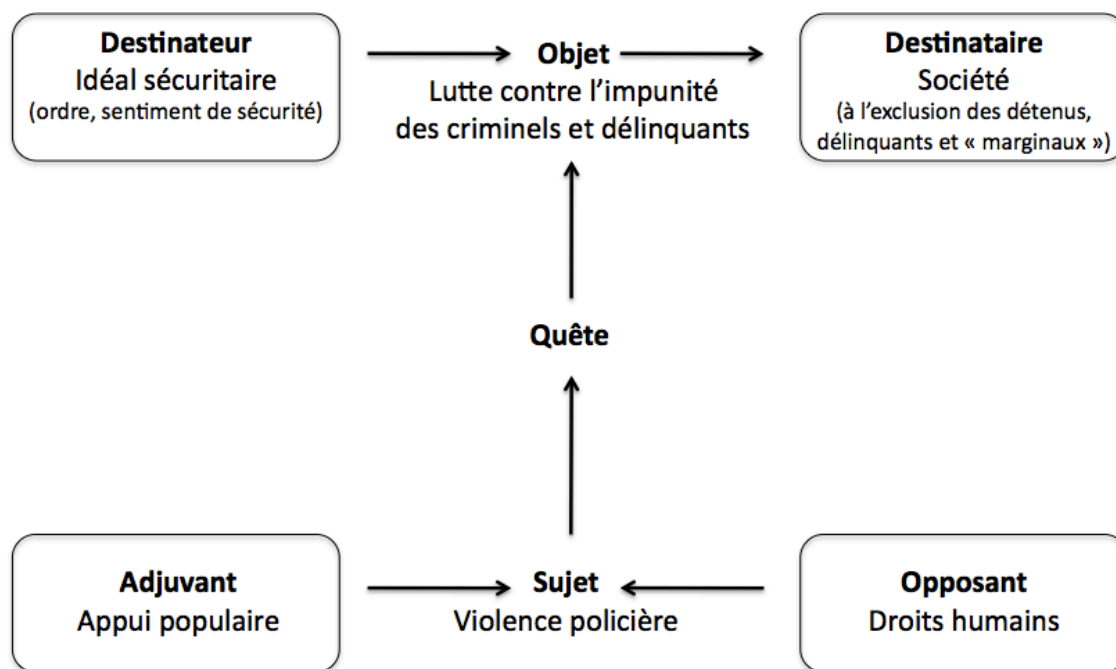 Destinateur
Idéal sécuritaire
(ordre, sentiment de sécurité)
Objet
Lutte contre l’impunité
des criminels et délinquants
Destinataire
Société
(à l’exclusion des détenus,
délinquants et « marginaux »)
Quête
Adjuvant
Appui populaire
Sujet
Violence policière
Opposant
Droits humains